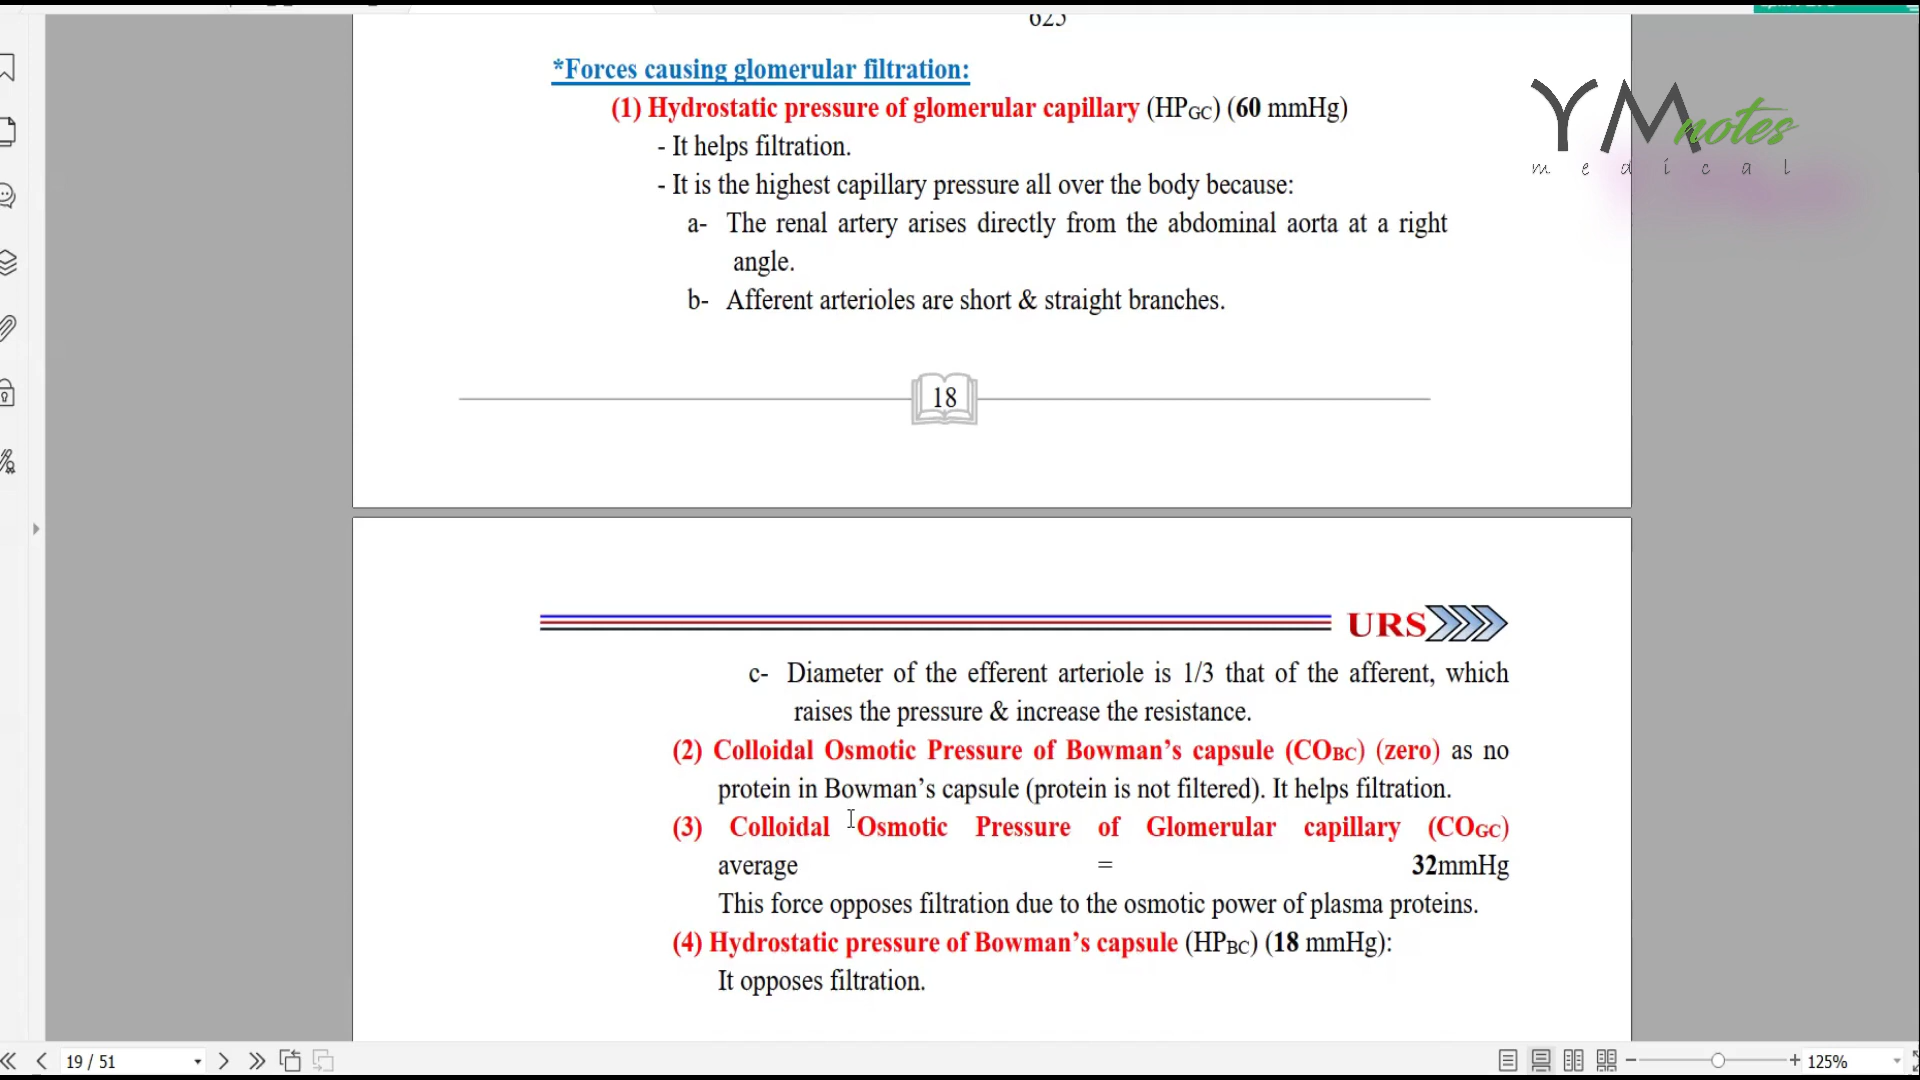 625
*Forces causing glomerular filtration:
(1) Hydrostatic pressure of glomerular capillary (HPGC) (60 mmHg)
- It helps filtration.
- It is the highest capillary pressure all over the body because:
a- The renal artery arises directly from the abdominal aorta at a right
angle.
b- Afferent arterioles are short & straight branches.
YM notes
medical
18
URS
c- Diameter of the efferent arteriole is 1/3 that of the afferent, which
raises the pressure & increase the resistance.
(2) Colloidal Osmotic Pressure of Bowman’s capsule (COBC) (zero) as no
protein in Bowman’s capsule (protein is not filtered). It helps filtration.
(3) Colloidal Osmotic Pressure of Glomerular capillary (COGC)
average = 32mmHg
This force opposes filtration due to the osmotic power of plasma proteins.
(4) Hydrostatic pressure of Bowman’s capsule (HPBC) (18 mmHg):
It opposes filtration.
19 / 51
125%